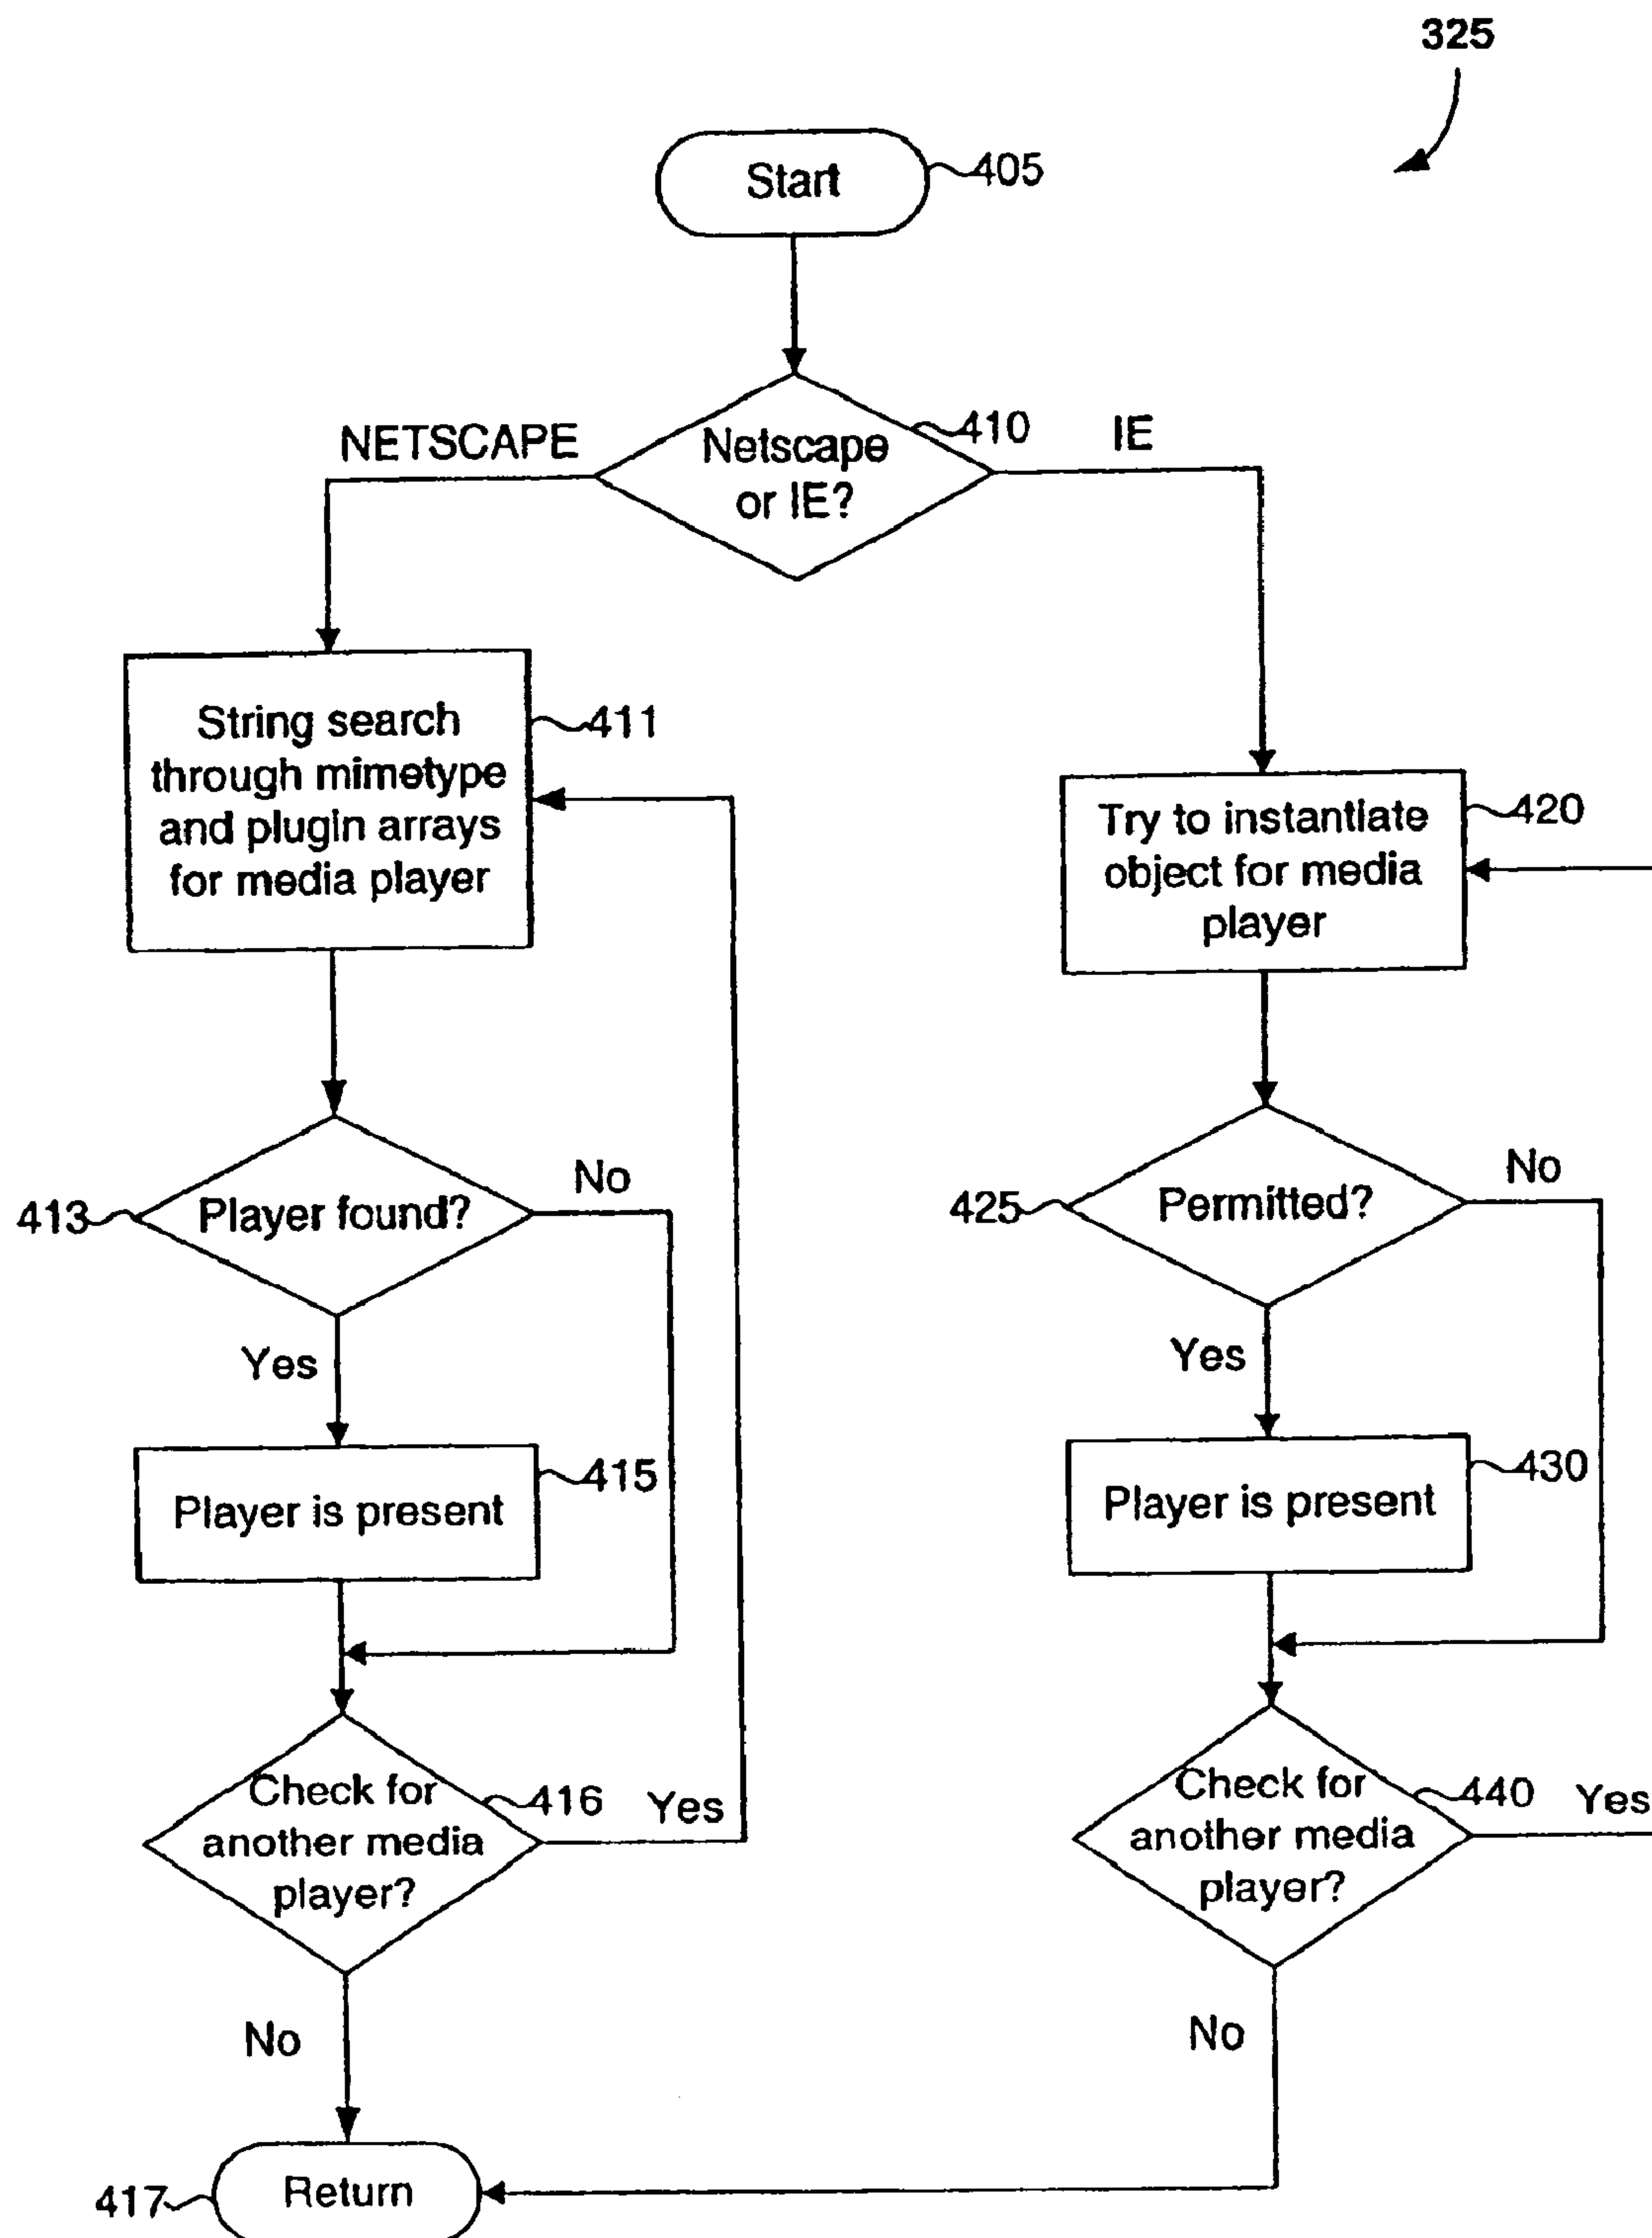 325
Start
405
NETSCAPE
Netscape
or IE?
410
IE
String search
through mimetype
and plugin arrays
for media player
411
Try to instantiate
object for media
player
420
413
Player found?
No
425
Permitted?
No
Yes
Yes
Player is present
415
Player is present
430
Check for
another media
player?
416
Yes
Check for
another media
player?
440
Yes
No
No
417
Return